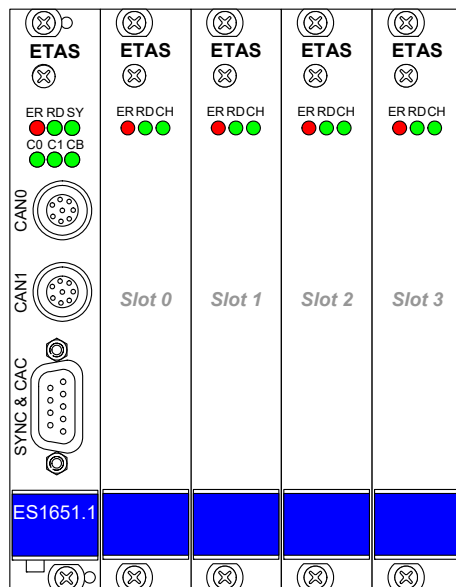 ETAS ETAS ETAS ETAS ETAS
ER RD SY ER RD CH ER RD CH ER RD CH ER RD CH
C0 C1 CB
CAN0
CAN1
Slot 0 Slot 1 Slot 2 Slot 3
SYNC & CAC
ES1651.1